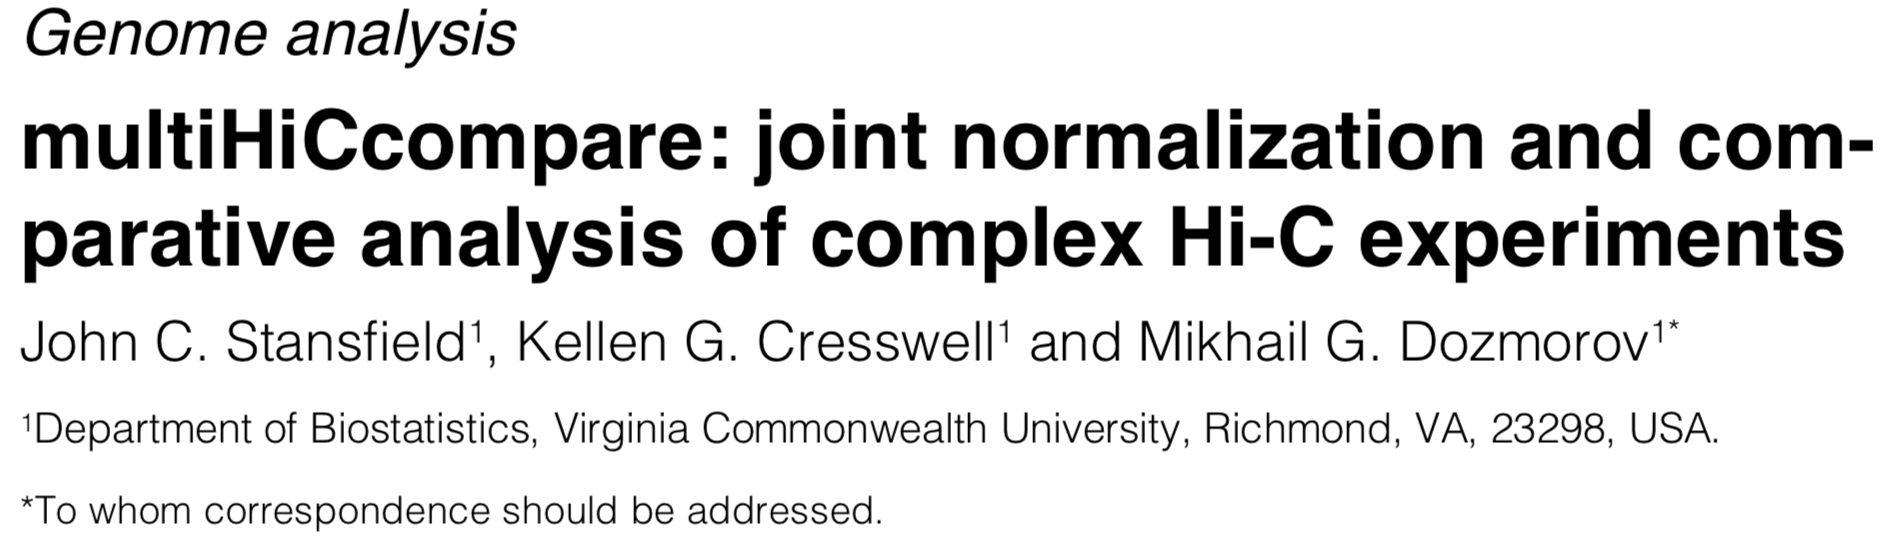 Genome analysis
multiHiCcompare: joint normalization and com-
parative analysis of complex Hi-C experiments
John C. Stansfield¹, Kellen G. Cresswell¹ and Mikhail G. Dozmorov¹*
¹Department of Biostatistics, Virginia Commonwealth University, Richmond, VA, 23298, USA.
*To whom correspondence should be addressed.